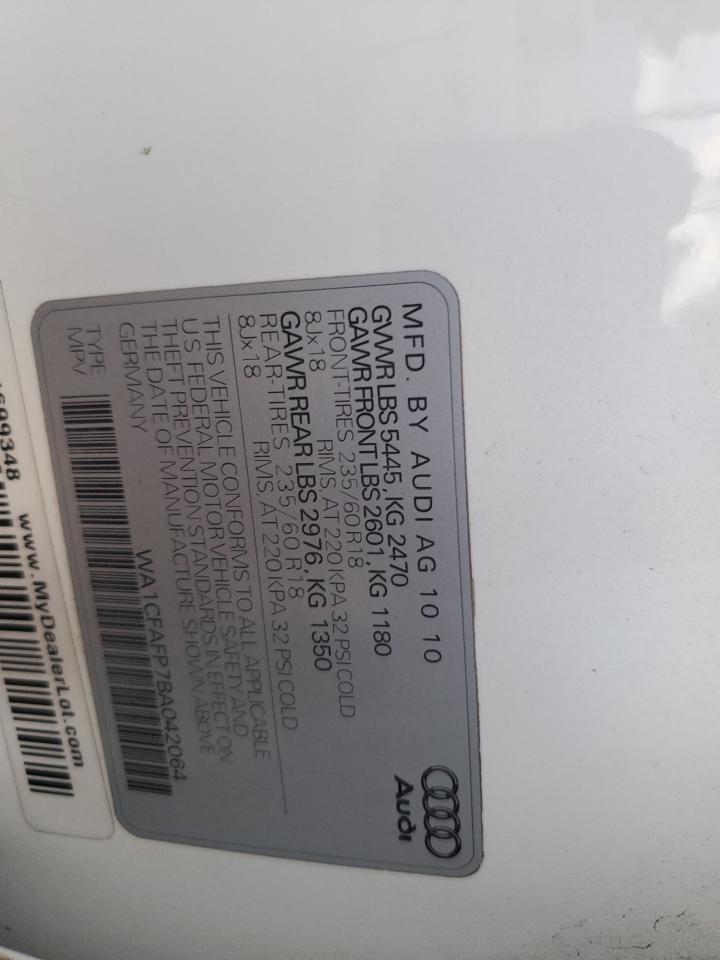 MFD. BY AUDI AG 10 10
Audi
GWWR LBS 5445, KG 2470
GAWR FRONT LBS 2601, KG 1180
FRONT-TIRES 235/60 R18
8Jx18 RIMS, AT 220 KPA 32 PSI COLD
GAWR REAR LBS 2976, KG 1350
REAR-TIRES 235/60 R18
8Jx18 RIMS, AT 220 KPA 32 PSI COLD
THIS VEHICLE CONFORMS TO ALL APPLICABLE
U.S. FEDERAL MOTOR VEHICLE SAFETY AND
THEFT PREVENTION STANDARDS IN EFFECT ON
THE DATE OF MANUFACTURE SHOWN ABOVE
GERMANY WA1CFAFP7BA042064
TYPE
MPV
www.MyDealerLot.com